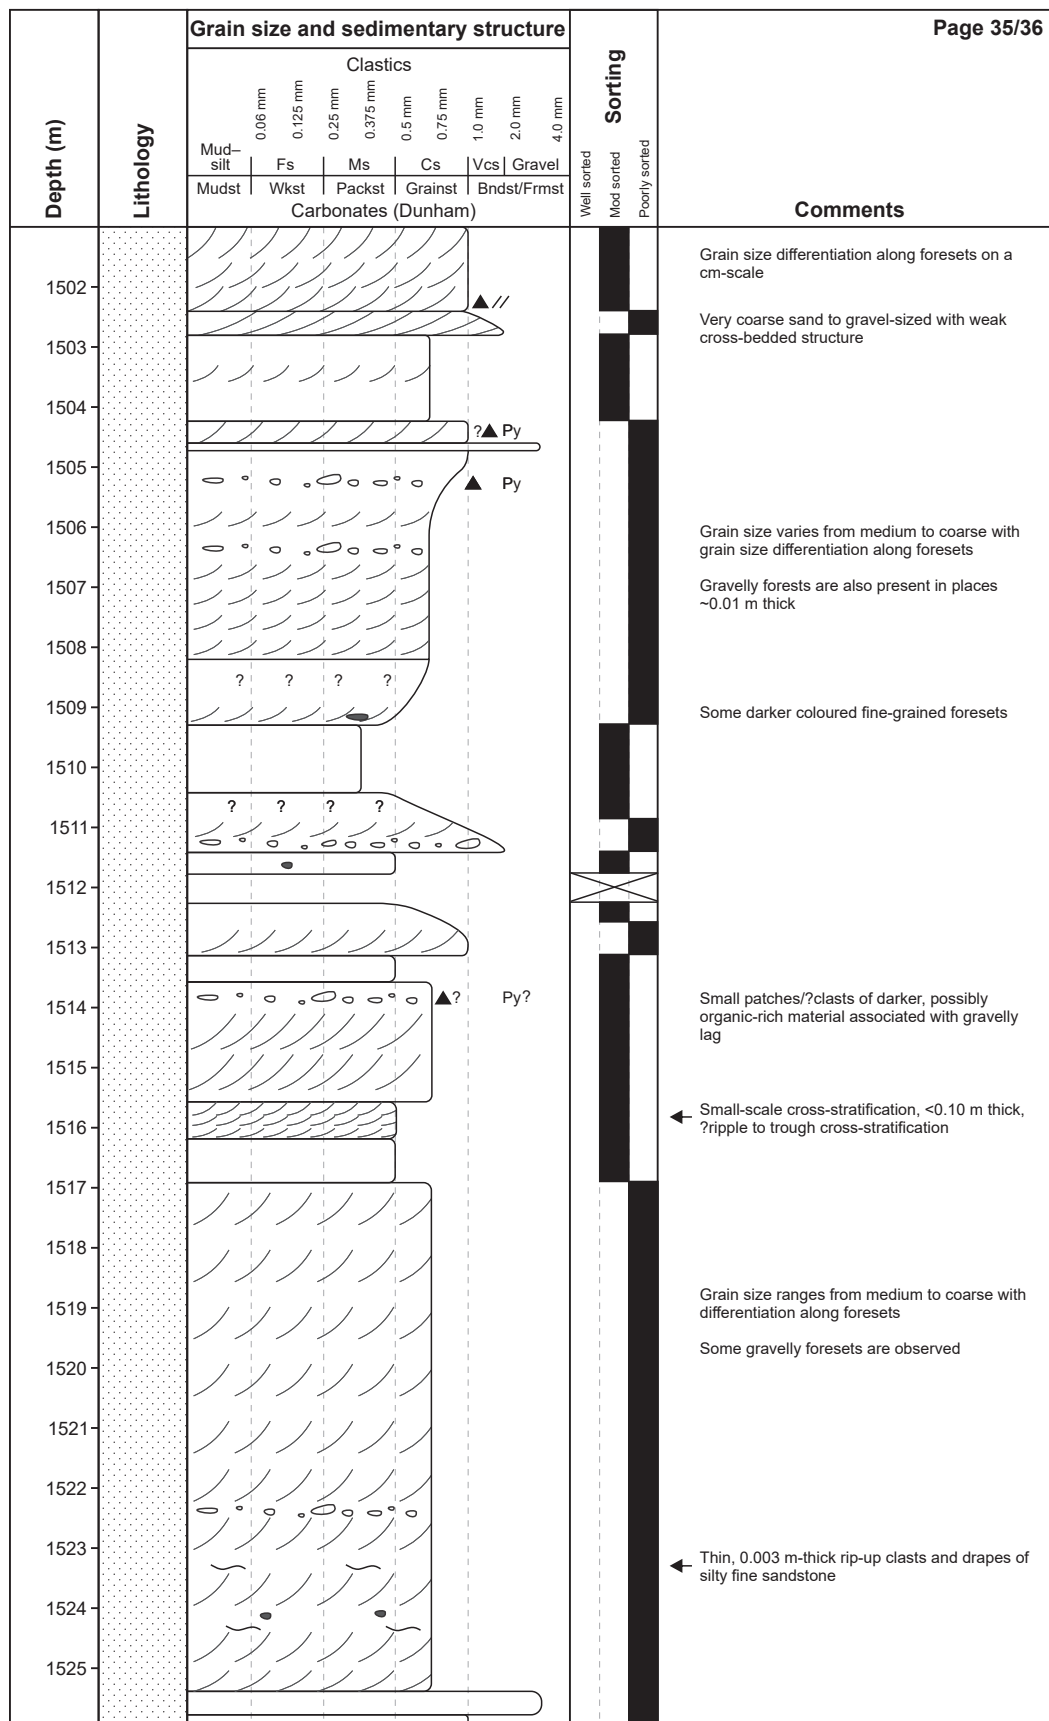 Grain size and sedimentary structure
Page 35/36
Depth (m)
Lithology
Clastics
0.06 mm
0.125 mm
0.25 mm
0.375 mm
0.5 mm
0.75 mm
1.0 mm
2.0 mm
4.0 mm
Mud–
silt
Fs
Ms
Cs
Vcs
Gravel
Mudst
Wkst
Packst
Grainst
Bndst/Frmst
Carbonates (Dunham)
Sorting
Well sorted
Mod sorted
Poorly sorted
Comments
Grain size differentiation along foresets on a
cm-scale
1502
//
Very coarse sand to gravel-sized with weak
cross-bedded structure
1503
1504
? Py
1505
Py
1506
Grain size varies from medium to coarse with
grain size differentiation along foresets
1507
Gravelly forests are also present in places
~0.01 m thick
1508
? ? ? ?
1509
Some darker coloured fine-grained foresets
1510
? ? ? ?
1511
1512
1513
1514
? Py?
Small patches/?clasts of darker, possibly
organic-rich material associated with gravelly
lag
1515
1516
Small-scale cross-stratification, <0.10 m thick,
?ripple to trough cross-stratification
1517
1518
1519
Grain size ranges from medium to coarse with
differentiation along foresets
1520
Some gravelly foresets are observed
1521
1522
1523
Thin, 0.003 m-thick rip-up clasts and drapes of
silty fine sandstone
1524
1525